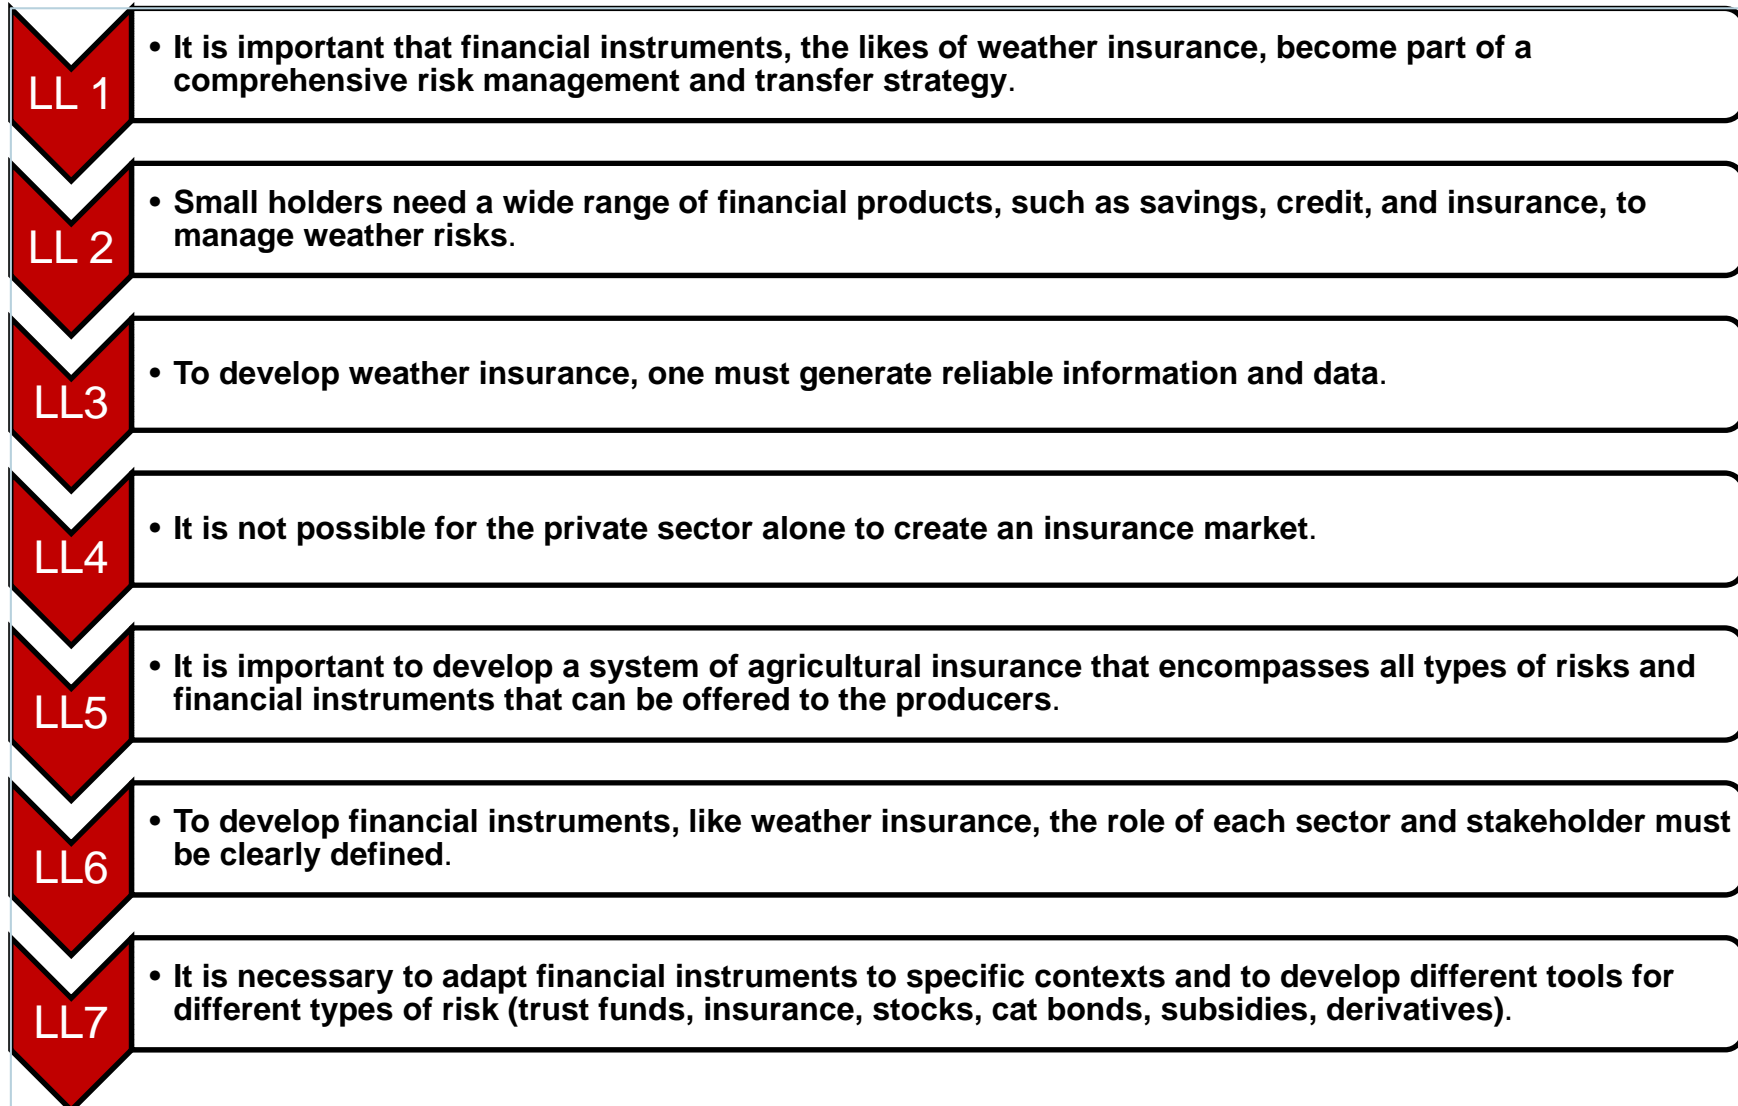 LL 1
• It is important that financial instruments, the likes of weather insurance, become part of a
comprehensive risk management and transfer strategy.
LL 2
• Small holders need a wide range of financial products, such as savings, credit, and insurance, to
manage weather risks.
LL3
• To develop weather insurance, one must generate reliable information and data.
LL4
• It is not possible for the private sector alone to create an insurance market.
LL5
• It is important to develop a system of agricultural insurance that encompasses all types of risks and
financial instruments that can be offered to the producers.
LL6
• To develop financial instruments, like weather insurance, the role of each sector and stakeholder must
be clearly defined.
LL7
• It is necessary to adapt financial instruments to specific contexts and to develop different tools for
different types of risk (trust funds, insurance, stocks, cat bonds, subsidies, derivatives).